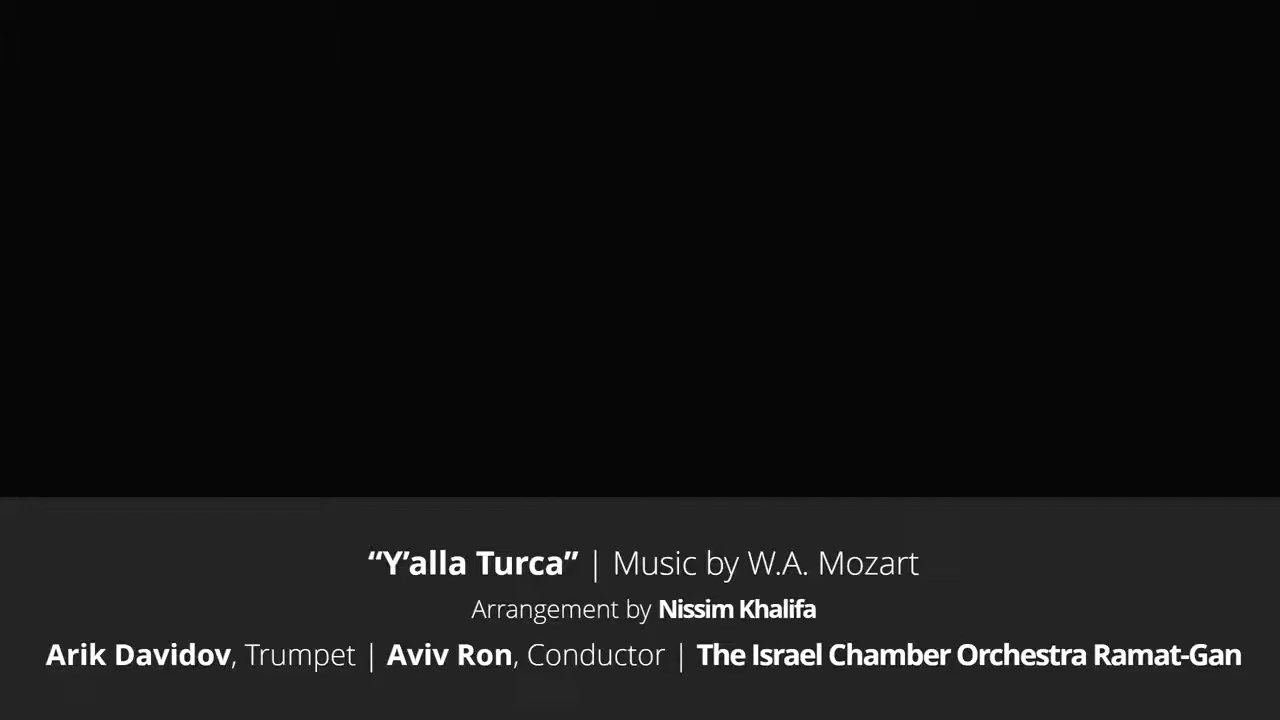 “Y’alla Turca” | Music by W.A. Mozart
Arrangement by Nissim Khalifa
Arik Davidov, Trumpet | Aviv Ron, Conductor | The Israel Chamber Orchestra Ramat-Gan